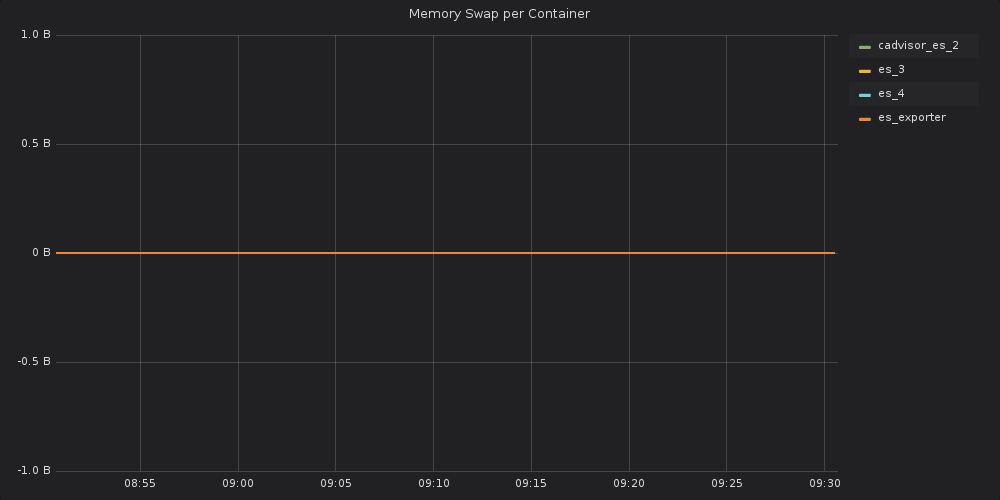 Memory Swap per Container
1.0 B
0.5 B
0 B
-0.5 B
-1.0 B
08:55 09:00 09:05 09:10 09:15 09:20 09:25 09:30
cadvisor_es_2
es_3
es_4
es_exporter